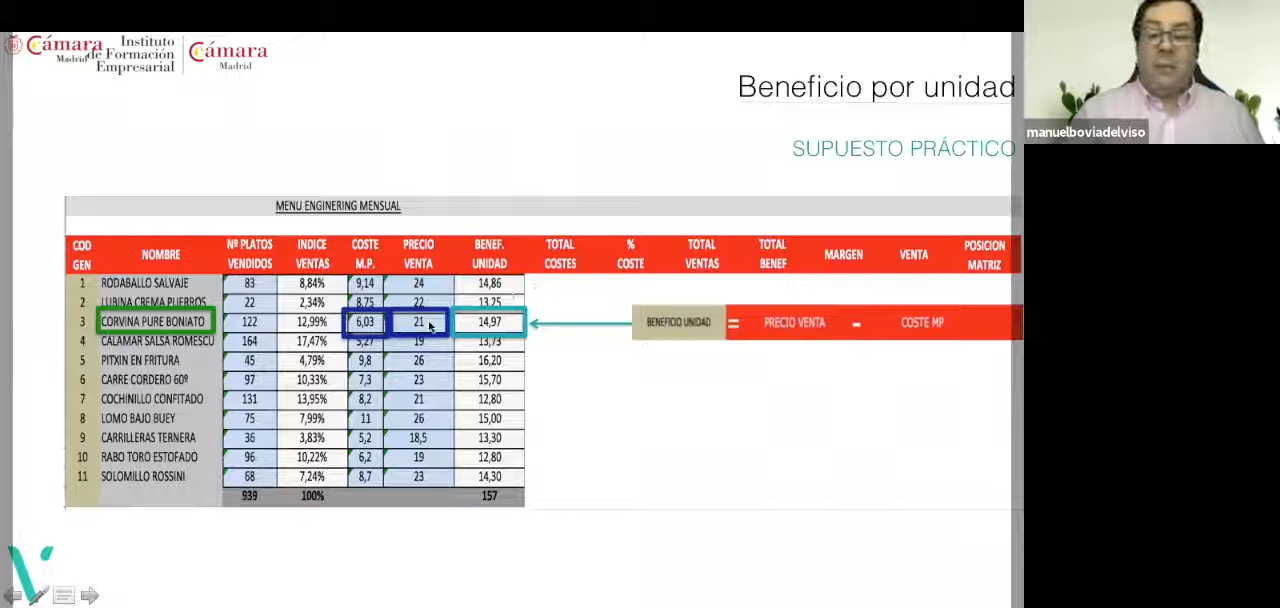 Cámara
Madrid
Instituto
de Formación
Empresarial
Cámara
Madrid
Beneficio por unidad
SUPUESTO PRÁCTICO
manuelboviadelviso
MENU ENGINERING MENSUAL
COD GEN NOMBRE Nº PLATOS VENDIDOS INDICE VENTAS COSTE M.P. PRECIO VENTA BENEF. UNIDAD TOTAL COSTES % COSTE TOTAL VENTAS TOTAL BENEF MARGEN VENTA POSICION MATRIZ
1 RODABALLO SALVAJE 83 8,84% 9,14 24 14,86
2 LUBINA CREMA PUERROS 22 2,34% 8,75 22 13,25
3 CORVINA PURE BONIATO 122 12,99% 6,03 21 14,97
BENEFICIO UNIDAD = PRECIO VENTA - COSTE MP
4 CALAMAR SALSA ROMESCU 164 17,47% 5,27 19 13,73
5 PITXIN EN FRITURA 45 4,79% 9,8 26 16,20
6 CARRE CORDERO 60º 97 10,33% 7,3 23 15,70
7 COCHINILLO CONFITADO 131 13,95% 8,2 21 12,80
8 LOMO BAJO BUEY 75 7,99% 11 26 15,00
9 CARRILLERAS TERNERA 36 3,83% 5,2 18,5 13,30
10 RABO TORO ESTOFADO 96 10,22% 6,2 19 12,80
11 SOLOMILLO ROSSINI 68 7,24% 8,7 23 14,30
939 100% 157